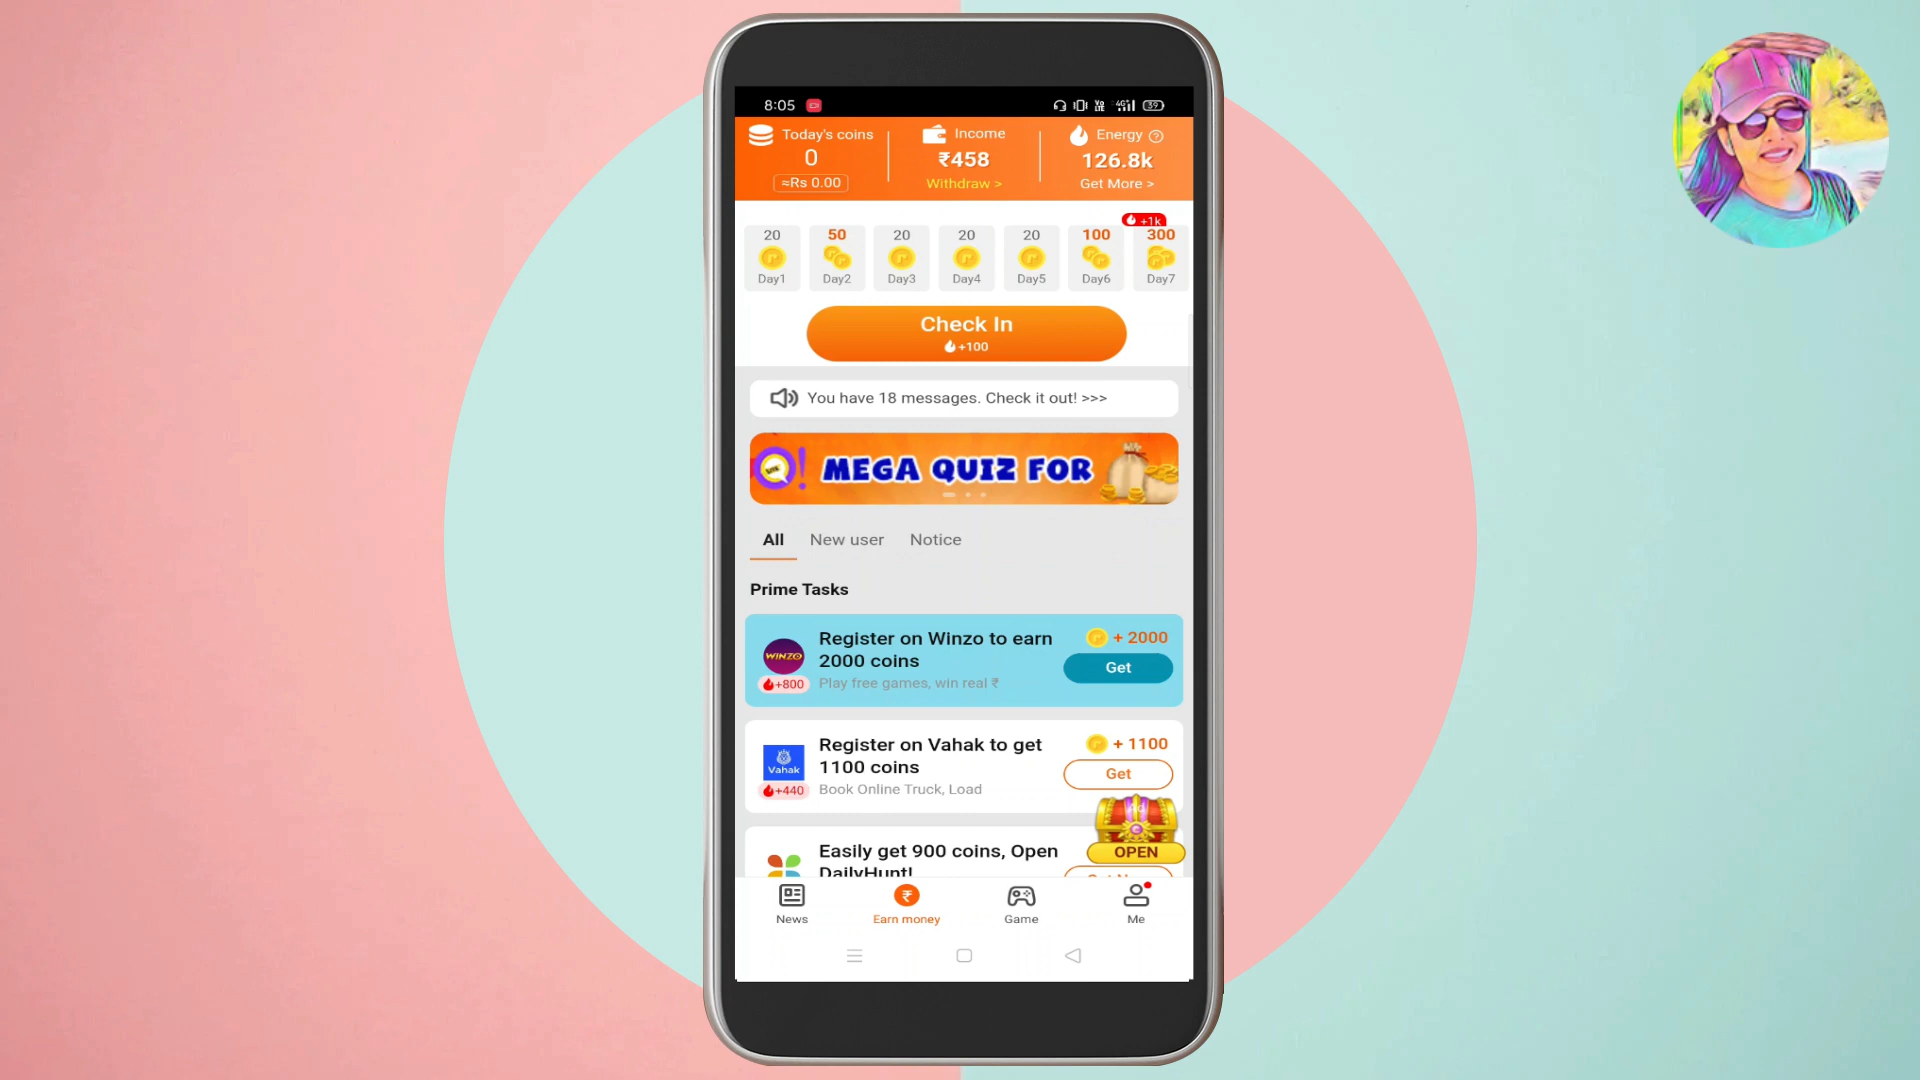 8:05
39
Today's coins
0
≈Rs 0.00
Income
₹458
Withdraw >
Energy
126.8k
Get More >
+1k
20
50
20
20
20
100
300
Day1
Day2
Day3
Day4
Day5
Day6
Day7
Check In
+100
You have 18 messages. Check it out! >>>
MEGA QUIZ FOR
All
New user
Notice
Prime Tasks
WINZO
+800
Register on Winzo to earn
2000 coins
Play free games, win real ₹
+ 2000
Get
Vahak
+440
Register on Vahak to get
1100 coins
Book Online Truck, Load
+ 1100
Get
Easily get 900 coins, Open
DailyHunt!
OPEN
News
Earn money
Game
Me